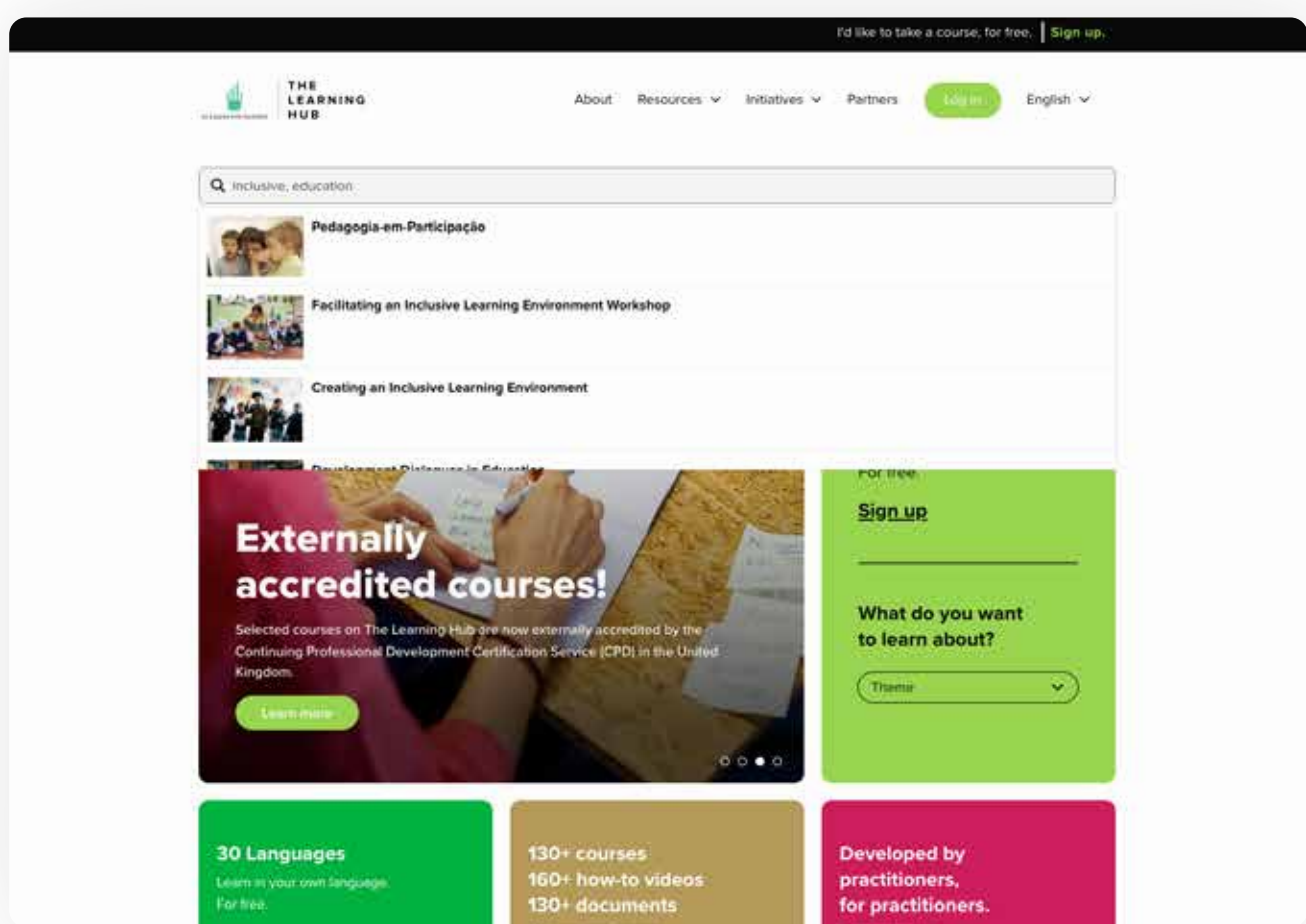 I'd like to take a course, for free. Sign up.
THE
LEARNING
HUB
About Resources Initiatives Partners Log in English
Inclusive, education
Pedagogia-em-Participação
Facilitating an Inclusive Learning Environment Workshop
Creating an Inclusive Learning Environment
Development Dialogues in Education
For free.
Sign up
Externally
accredited courses!
Selected courses on The Learning Hub are now externally accredited by the
Continuing Professional Development Certification Service (CPD) in the United
Kingdom.
Learn more
What do you want
to learn about?
Theme
30 Languages
Learn in your own language.
For free.
130+ courses
160+ how-to videos
130+ documents
Developed by
practitioners,
for practitioners.